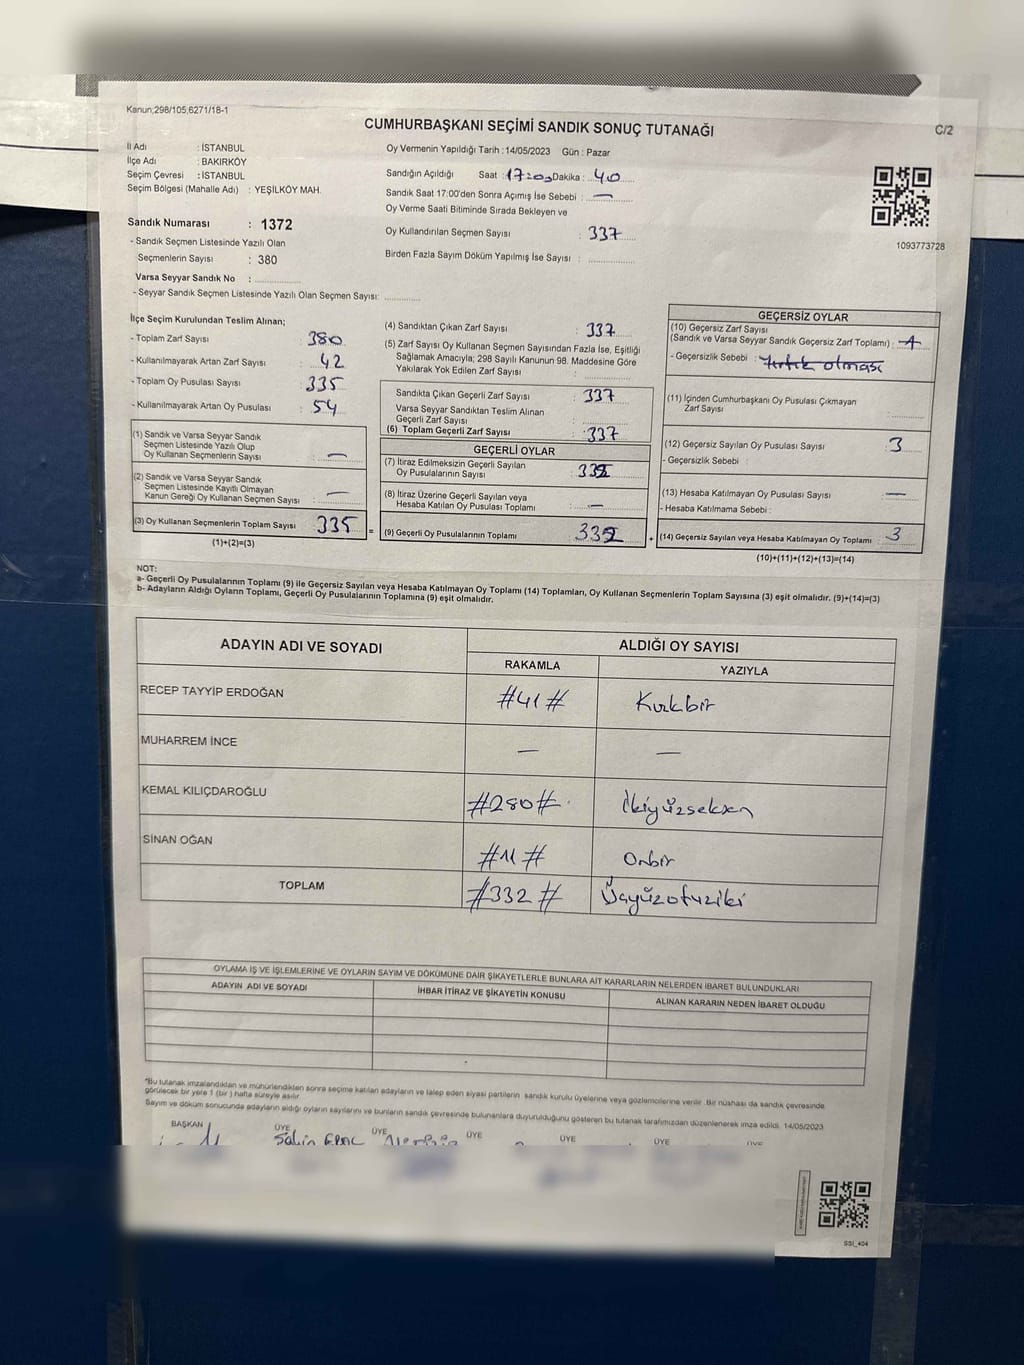 Kanun;298/105;6271/18-1
CUMHURBAŞKANI SEÇİMİ SANDIK SONUÇ TUTANAĞI
C/2
İl Adı : İSTANBUL
İlçe Adı : BAKIRKÖY
Seçim Çevresi : İSTANBUL
Seçim Bölgesi (Mahalle Adı) : YEŞİLKÖY MAH.
Sandık Numarası : 1372
- Sandık Seçmen Listesinde Yazılı Olan
Seçmenlerin Sayısı : 380
Varsa Seyyar Sandık No :
- Seyyar Sandık Seçmen Listesinde Yazılı Olan Seçmen Sayısı:
Oy Vermenin Yapıldığı Tarih : 14/05/2023 Gün : Pazar
Sandığın Açıldığı Saat : Dakika : 40
Sandık Saat 17:00'den Sonra Açımış İse Sebebi : —
Oy Verme Saati Bitiminde Sırada Bekleyen ve
Oy Kullandırılan Seçmen Sayısı : 337
Birden Fazla Sayım Döküm Yapılmış İse Sayısı :
1093773728
İlçe Seçim Kurulundan Teslim Alınan;
- Toplam Zarf Sayısı : 380
- Kullanılmayarak Artan Zarf Sayısı : 42
- Toplam Oy Pusulası Sayısı : 335
- Kullanılmayarak Artan Oy Pusulası : 54
(1) Sandık ve Varsa Seyyar Sandık
Seçmen Listesinde Yazılı Olup
Oy Kullanan Seçmenlerin Sayısı : —
(2) Sandık ve Varsa Seyyar Sandık
Seçmen Listesinde Kayıtlı Olmayan
Kanun Gereği Oy Kullanan Seçmen Sayısı : —
(3) Oy Kullanan Seçmenlerin Toplam Sayısı : 335
(1)+(2)=(3)
(4) Sandıktan Çıkan Zarf Sayısı : 337
(5) Zarf Sayısı Oy Kullanan Seçmen Sayısından Fazla İse, Eşitliği
Sağlamak Amacıyla; 298 Sayılı Kanunun 98. Maddesine Göre
Yakılarak Yok Edilen Zarf Sayısı :
Sandıkta Çıkan Geçerli Zarf Sayısı : 337
Varsa Seyyar Sandıktan Teslim Alınan
Geçerli Zarf Sayısı :
(6) Toplam Geçerli Zarf Sayısı : 337
GEÇERLİ OYLAR
(7) İtiraz Edilmeksizin Geçerli Sayılan
Oy Pusulalarının Sayısı : 332
(8) İtiraz Üzerine Geçerli Sayılan veya
Hesaba Katılan Oy Pusulası Toplamı : —
= (9) Geçerli Oy Pusulalarının Toplamı : 332
GEÇERSİZ OYLAR
(10) Geçersiz Zarf Sayısı
(Sandık ve Varsa Seyyar Sandık Geçersiz Zarf Toplamı) : 1
- Geçersizlik Sebebi : Yırtık olması
(11) İçinden Cumhurbaşkanı Oy Pusulası Çıkmayan
Zarf Sayısı :
(12) Geçersiz Sayılan Oy Pusulası Sayısı : 3
- Geçersizlik Sebebi :
(13) Hesaba Katılmayan Oy Pusulası Sayısı : —
- Hesaba Katılmama Sebebi :
+ (14) Geçersiz Sayılan veya Hesaba Katılmayan Oy Toplamı : 3
(10)+(11)+(12)+(13)=(14)
NOT:
a- Geçerli Oy Pusulalarının Toplamı (9) ile Geçersiz Sayılan veya Hesaba Katılmayan Oy Toplamı (14) Toplamları, Oy Kullanan Seçmenlerin Toplam Sayısına (3) eşit olmalıdır. (9)+(14)=(3)
b- Adayların Aldığı Oyların Toplamı, Geçerli Oy Pusulalarının Toplamına (9) eşit olmalıdır.
ADAYIN ADI VE SOYADI ALDIĞI OY SAYISI
RAKAMLA YAZIYLA
RECEP TAYYİP ERDOĞAN #41# Kırkbir
MUHARREM İNCE — —
KEMAL KILIÇDAROĞLU #280# İkiyüzseksen
SİNAN OĞAN #11# Onbir
TOPLAM #332# Üçyüzotuziki
OYLAMA İŞ VE İŞLEMLERİNE VE OYLARIN SAYIM VE DÖKÜMÜNE DAİR ŞİKAYETLERLE BUNLARA AİT KARARLARIN NELERDEN İBARET BULUNDUKLARI
ADAYIN ADI VE SOYADI İHBAR İTİRAZ VE ŞİKAYETİN KONUSU ALINAN KARARIN NEDEN İBARET OLDUĞU
*Bu tutanak imzalandıktan ve mühürlendikten sonra seçime katılan adayların ve talep eden siyasi partilerin sandık kurulu üyelerine veya gözlemcilerine verilir. Bir nüshası da sandık çevresinde
görülecek bir yere 1 (bir) hafta süreyle asılır.
Sayım ve döküm sonucunda adayların aldığı oyların sayılarını ve bunların sandık çevresinde bulunanlara duyurulduğunu gösteren bu tutanak tarafımızdan düzenlenerek imza edildi. 14/05/2023
BAŞKAN ÜYE ÜYE ÜYE ÜYE ÜYE ÜYE
SSI_404